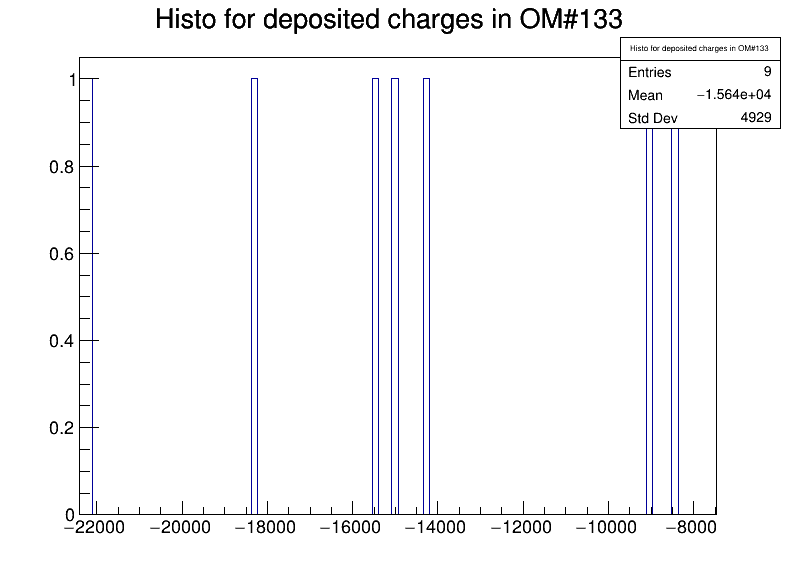 Histo for deposited charges in OM#133
Histo for deposited charges in OM#133
Entries 9
Mean −1.564e+04
Std Dev 4929
1
0.8
0.6
0.4
0.2
0
−22000 −20000 −18000 −16000 −14000 −12000 −10000 −8000